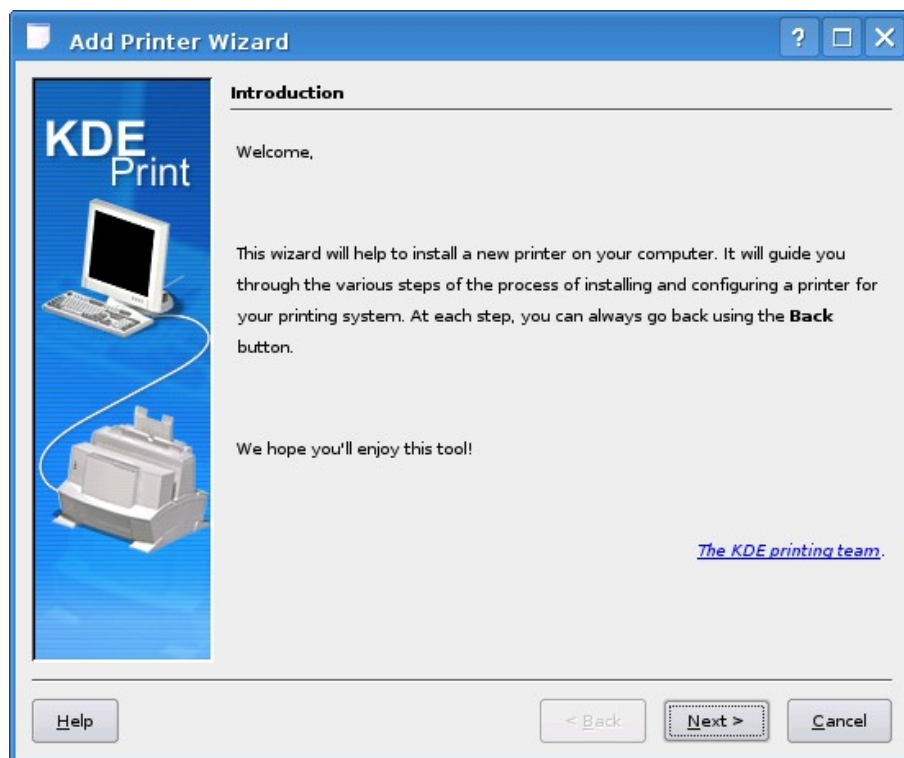 Add Printer Wizard
?
KDE
Print
Introduction
Welcome,
This wizard will help to install a new printer on your computer. It will guide you
through the various steps of the process of installing and configuring a printer for
your printing system. At each step, you can always go back using the Back
button.
We hope you'll enjoy this tool!
The KDE printing team.
Help
< Back
Next >
Cancel